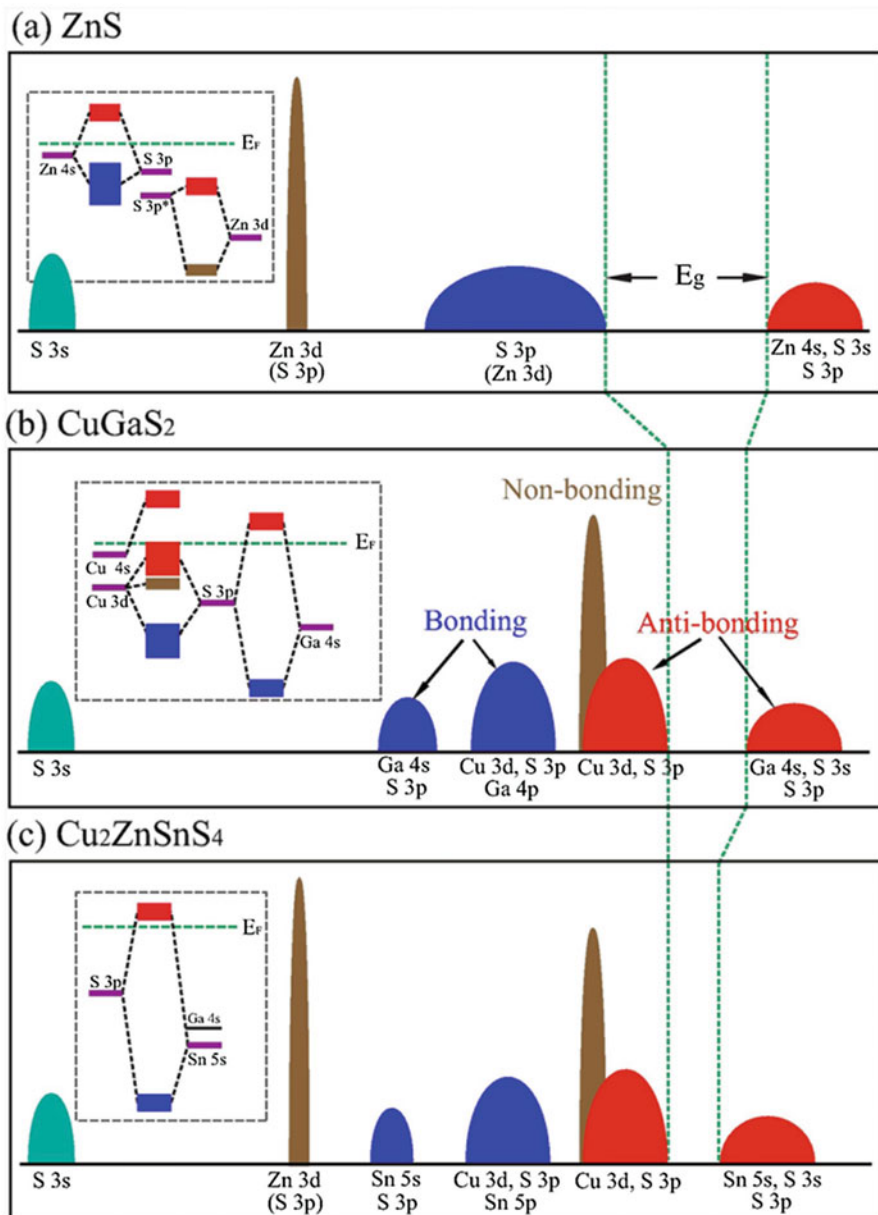 (a) ZnS
EF
Zn 4s
S 3p
S 3p*
Zn 3d
Eg
S 3s
Zn 3d
(S 3p)
S 3p
(Zn 3d)
Zn 4s, S 3s
S 3p
(b) CuGaS2
Non-bonding
EF
Cu 4s
Cu 3d
S 3p
Ga 4s
Bonding
Anti-bonding
S 3s
Ga 4s
S 3p
Cu 3d, S 3p
Ga 4p
Cu 3d, S 3p
Ga 4s, S 3s
S 3p
(c) Cu2ZnSnS4
EF
S 3p
Ga 4s
Sn 5s
S 3s
Zn 3d
(S 3p)
Sn 5s
S 3p
Cu 3d, S 3p
Sn 5p
Cu 3d, S 3p
Sn 5s, S 3s
S 3p